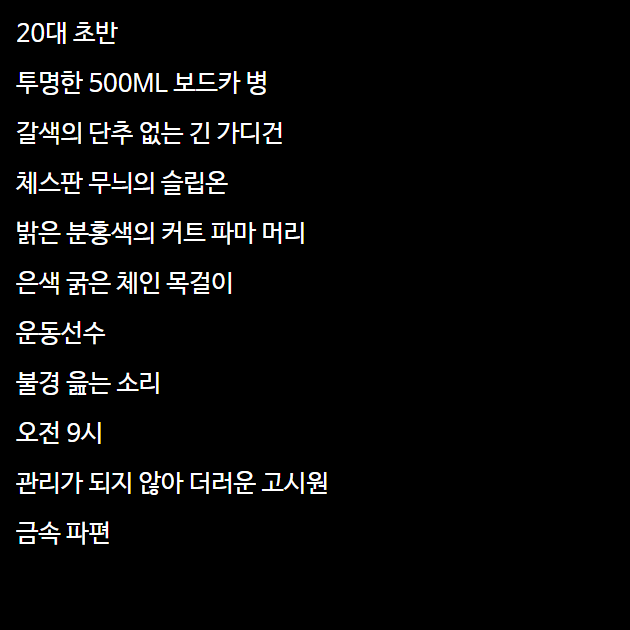 20대 초반
투명한 500ML 보드카 병
갈색의 단추 없는 긴 가디건
체스판 무늬의 슬립온
밝은 분홍색의 커트 파마 머리
은색 굵은 체인 목걸이
운동선수
불경 읊는 소리
오전 9시
관리가 되지 않아 더러운 고시원
금속 파편